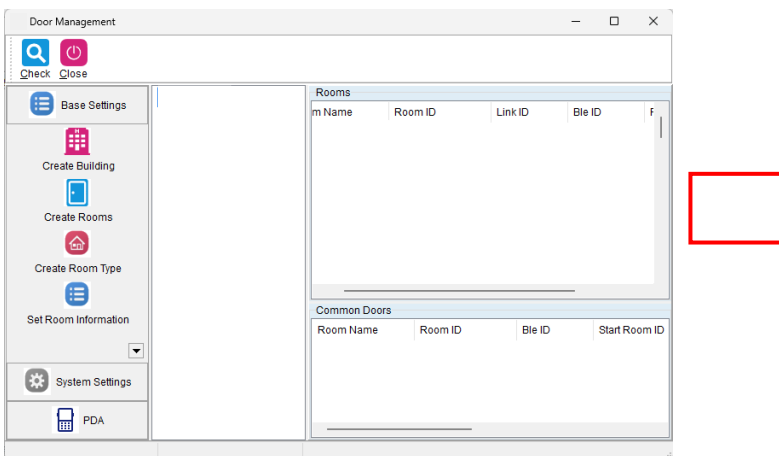 Door Management
Check Close
Base Settings
Create Building
Create Rooms
Create Room Type
Set Room Information
System Settings
PDA
Rooms
m Name Room ID Link ID Ble ID
Common Doors
Room Name Room ID Ble ID Start Room ID